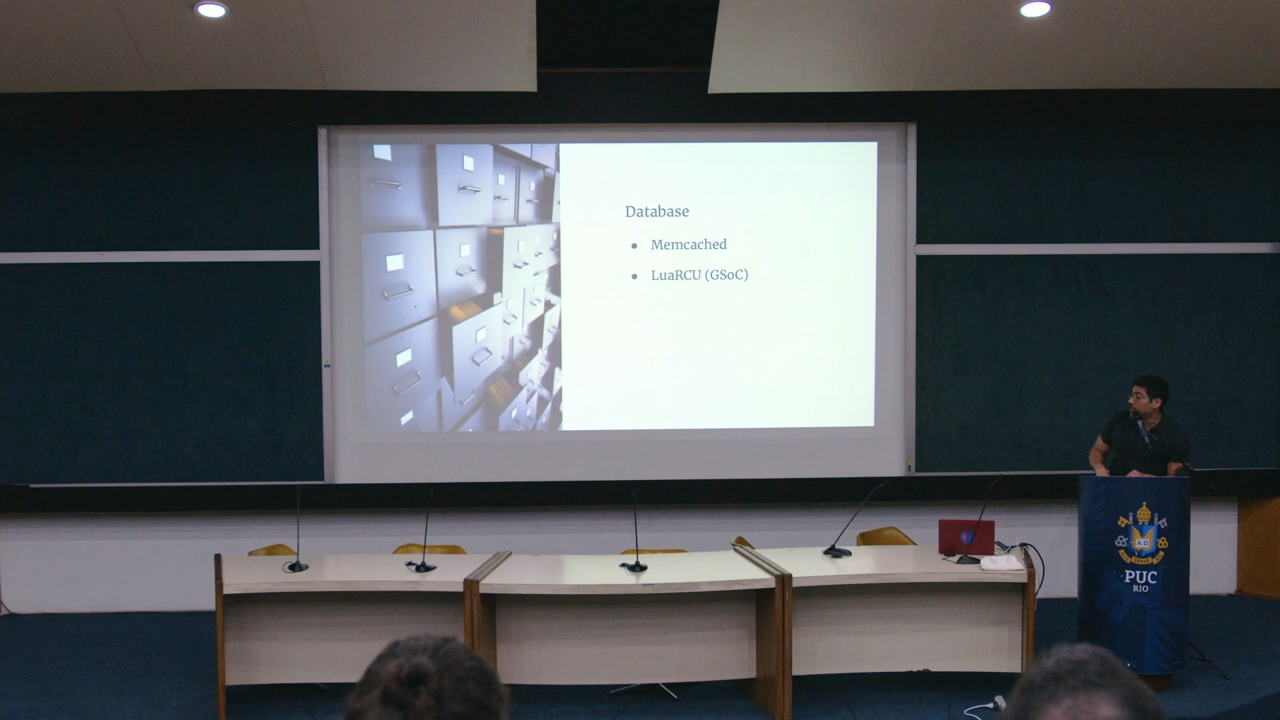 Database
• Memcached
• LuaRCU (GSoC)
PUC
RIO